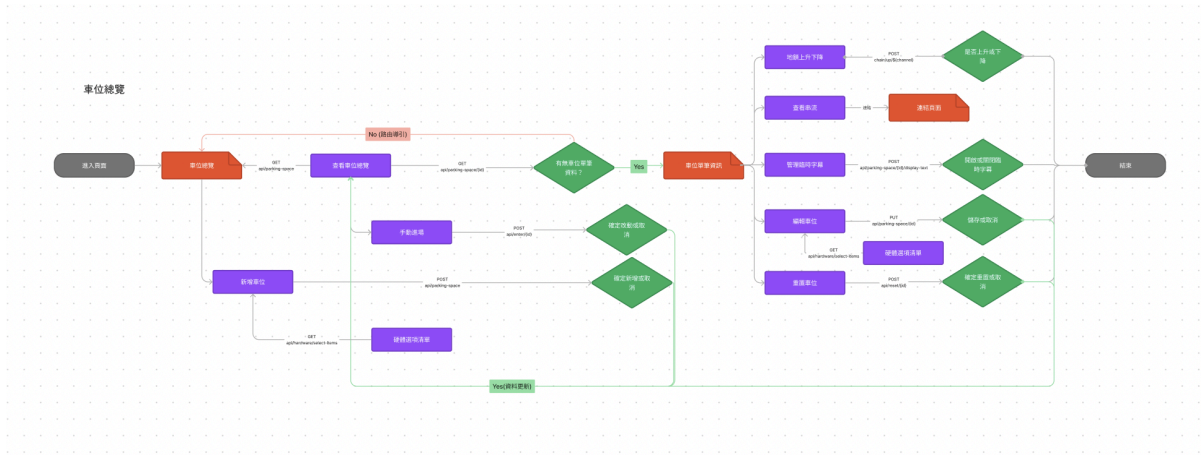 車位總覽
No (路由導引)
進入頁面
車位總覽
GET
api/parking-space
查看車位總覽
GET
api/parking-space/{id}
有無車位單筆
資料？
Yes
車位單筆資訊
手動進場
POST
api/enter/{id}
確定改動或取
消
新增車位
POST
api/parking-space
確定新增或取
消
GET
api/hardware/select-items
硬體選項清單
Yes(資料更新)
地鎖上升下降
POST
chain/up/${channel}
是否上升或下
降
查看串流
連結頁面
管理臨時字幕
POST
api/parking-space/{id}/display-text
開啟或關閉臨
時字幕
編輯車位
PUT
api/parking-space/{id}
儲存或取消
GET
api/hardware/select-items
硬體選項清單
重置車位
POST
api/reset/{id}
確定重置或取
消
結束